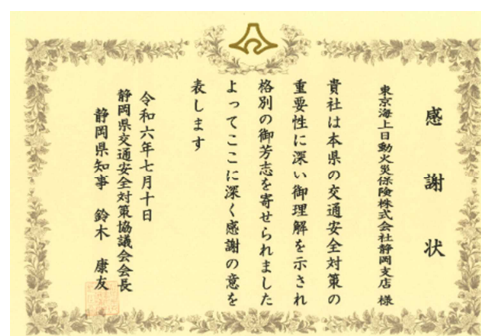 感謝状
東京海上日動火災保険株式会社静岡支店 様
貴社は本県の交通安全対策の
重要性に深い御理解を示され
格別の御芳志を寄せられました
よってここに深く感謝の意を
表します
令和六年七月十日
静岡県交通安全対策協議会会長
静岡県知事 鈴木 康友